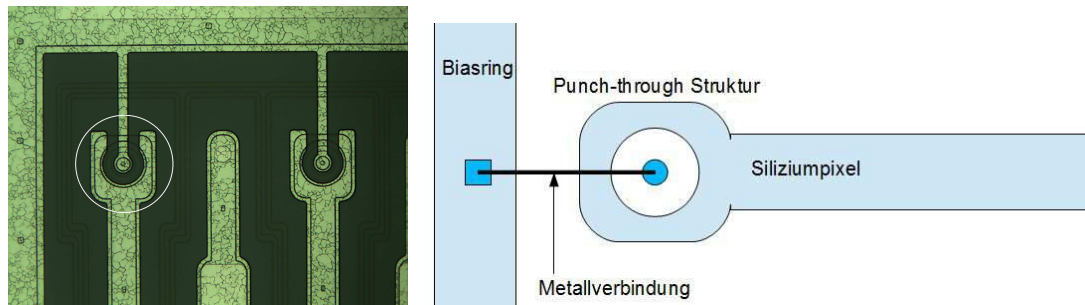 Biasring
Punch-through Struktur
Siliziumpixel
Metallverbindung